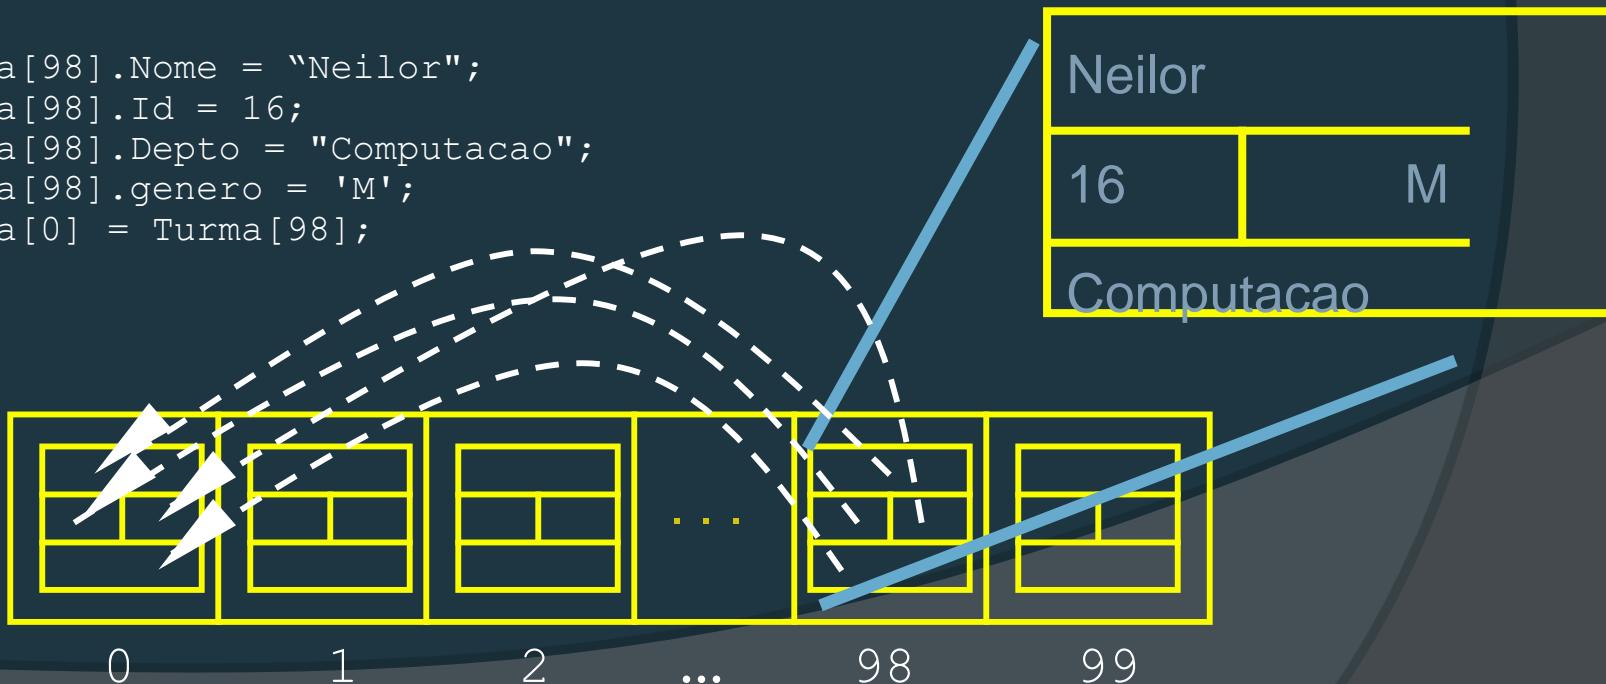 a[98].Nome = “Neilor";
a[98].Id = 16;
a[98].Depto = "Computacao";
a[98].genero = 'M';
a[0] = Turma[98];
Neilor
16 M
Computacao
...
0 1 2 … 98 99